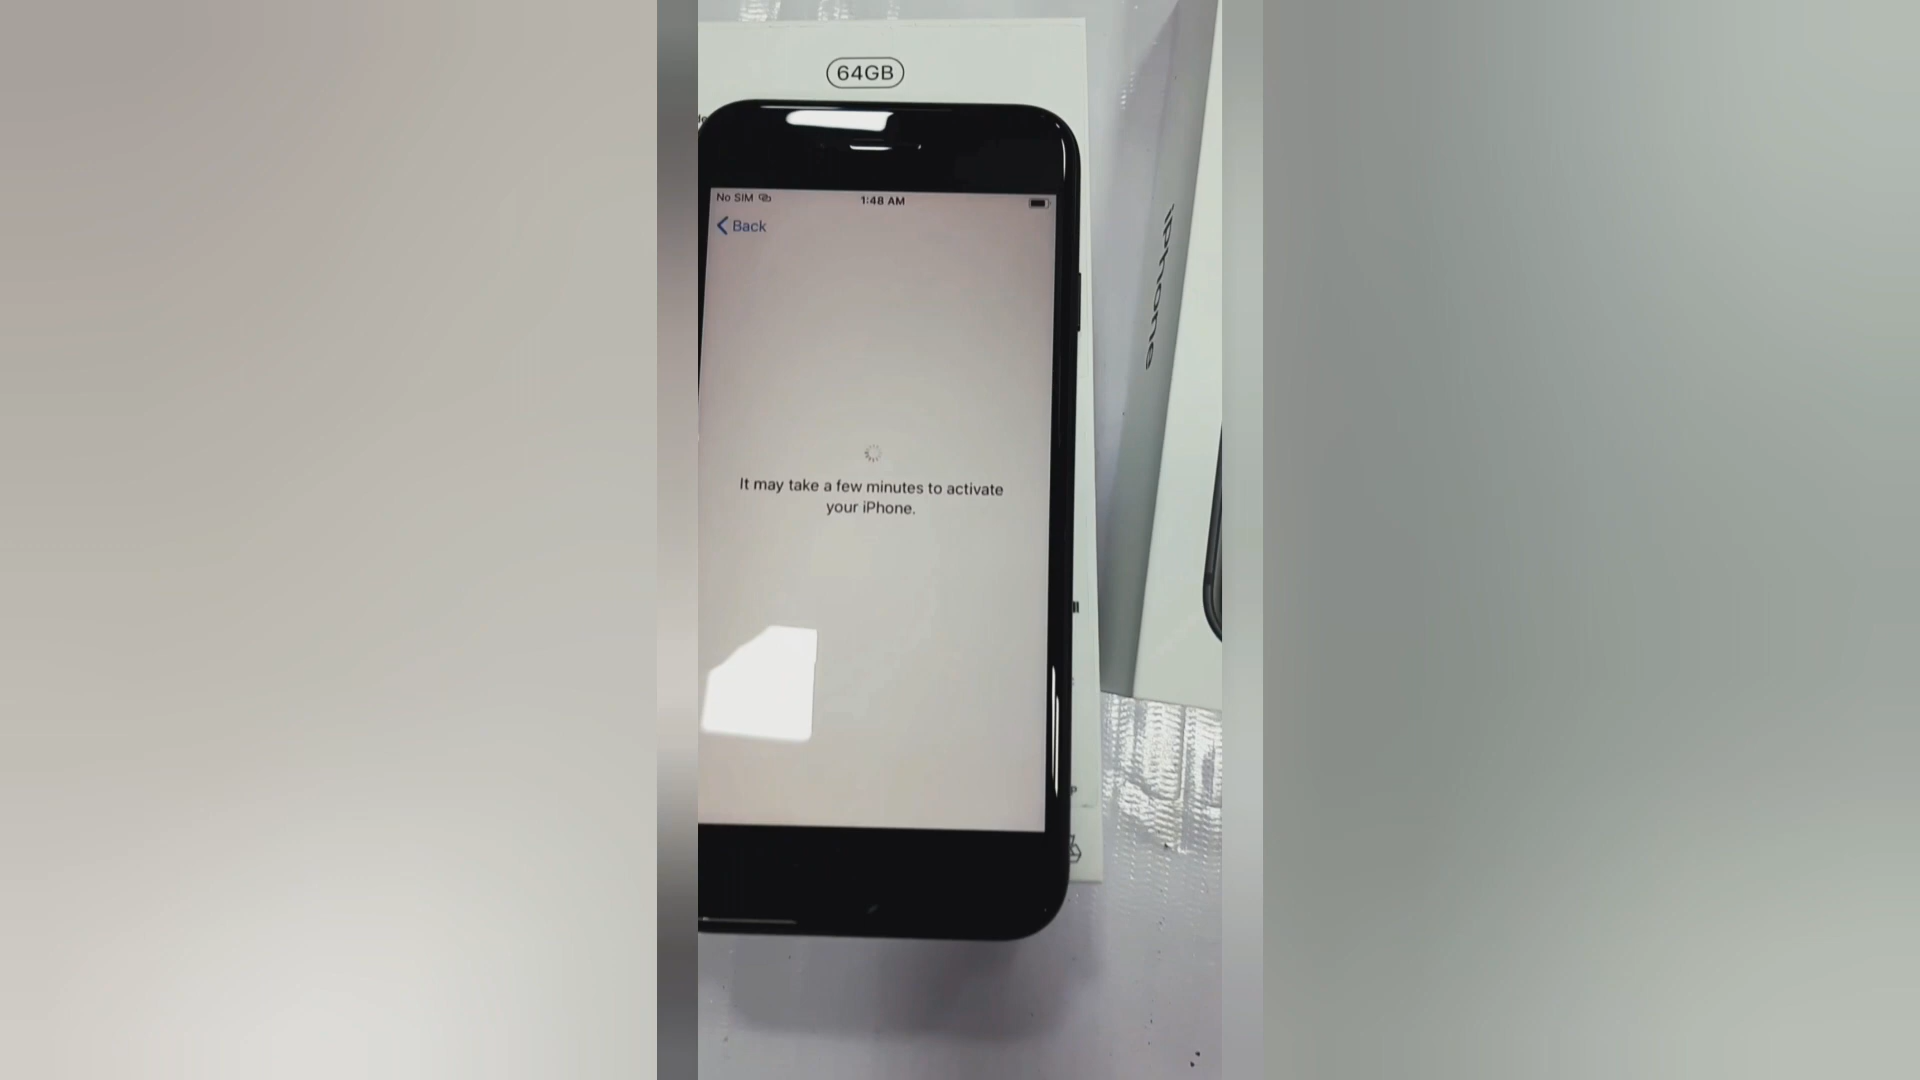 64GB
No SIM
1:48 AM
Back
It may take a few minutes to activate
your iPhone.
iPhone